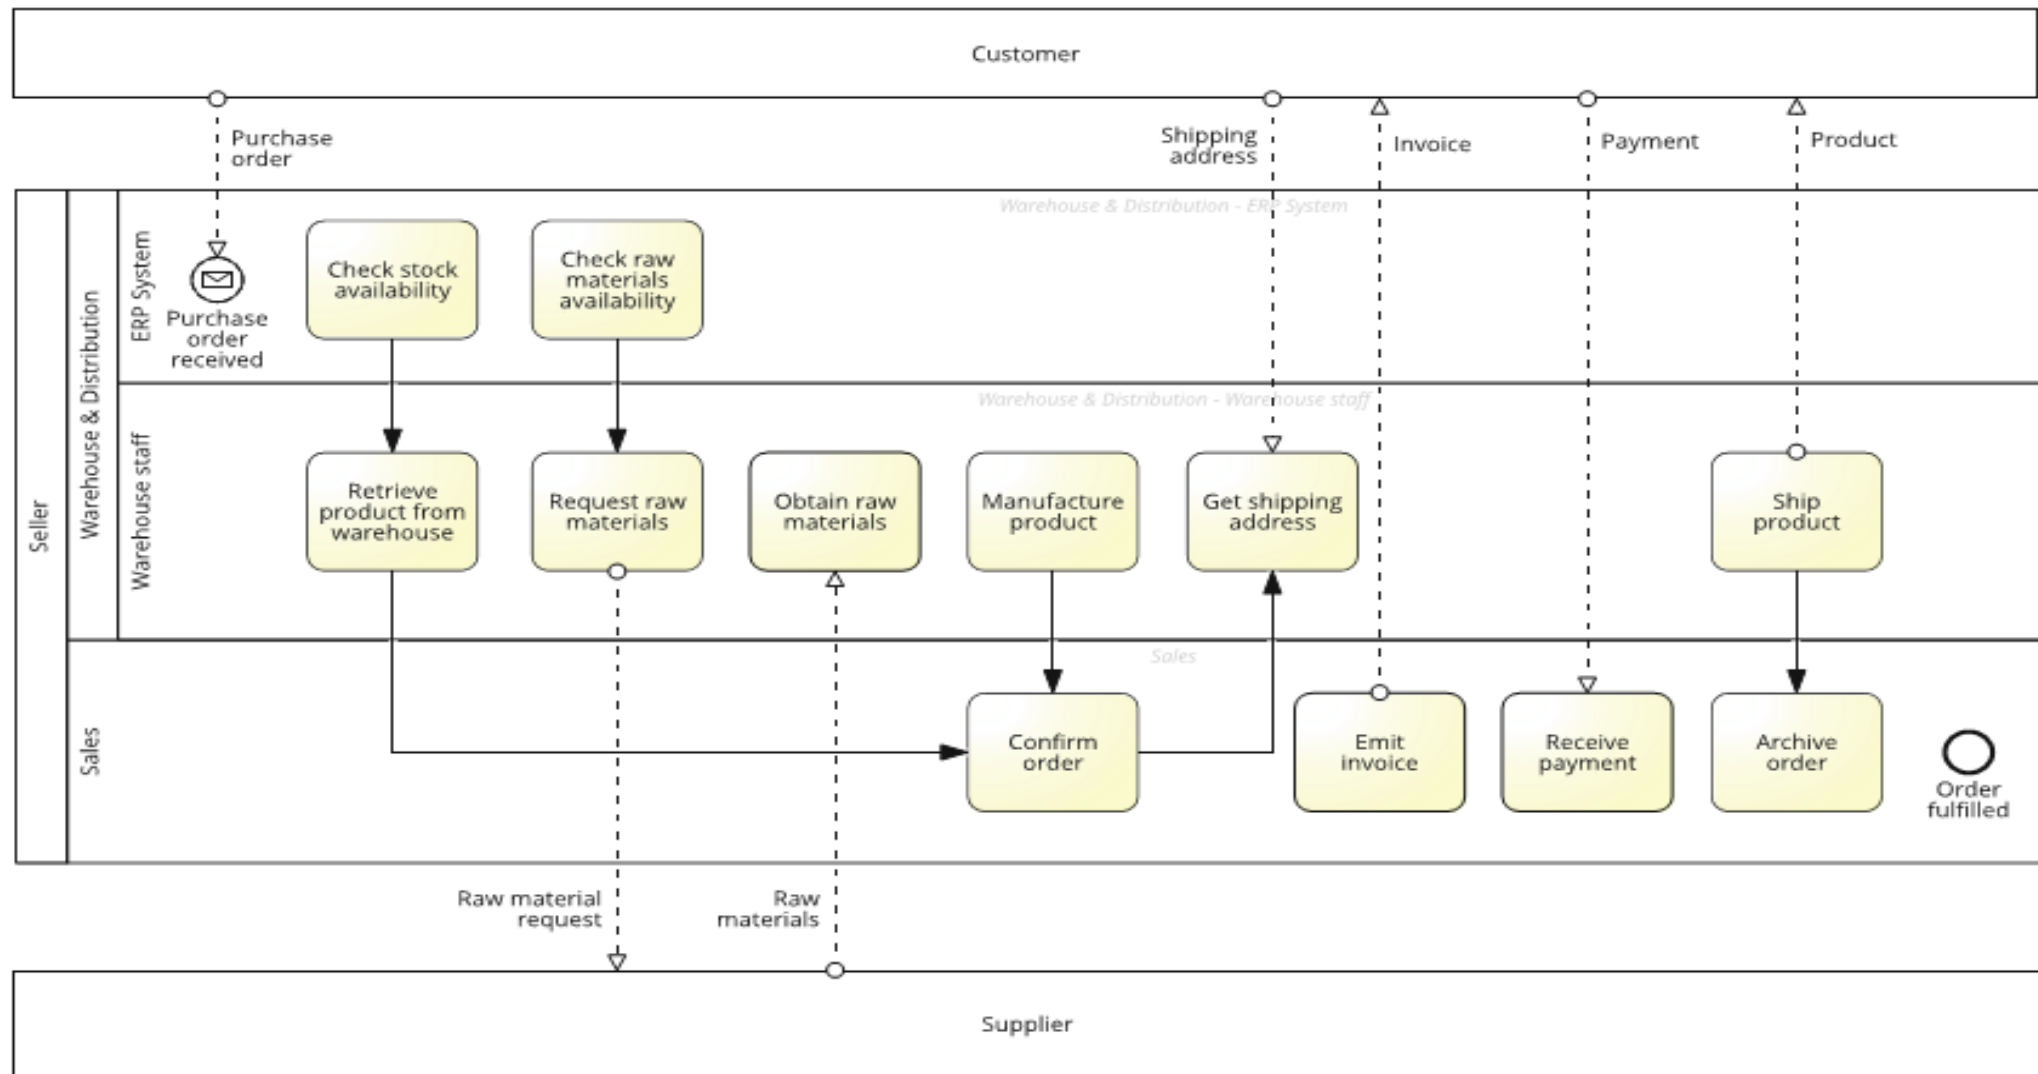 Customer
Purchase
order
Shipping
address
Invoice
Payment
Product
Seller
Warehouse & Distribution
ERP System
Warehouse & Distribution - ERP System
Purchase
order
received
Check stock
availability
Check raw
materials
availability
Warehouse staff
Warehouse & Distribution - Warehouse staff
Retrieve
product from
warehouse
Request raw
materials
Obtain raw
materials
Manufacture
product
Get shipping
address
Ship
product
Sales
Sales
Confirm
order
Emit
invoice
Receive
payment
Archive
order
Order
fulfilled
Raw material
request
Raw
materials
Supplier